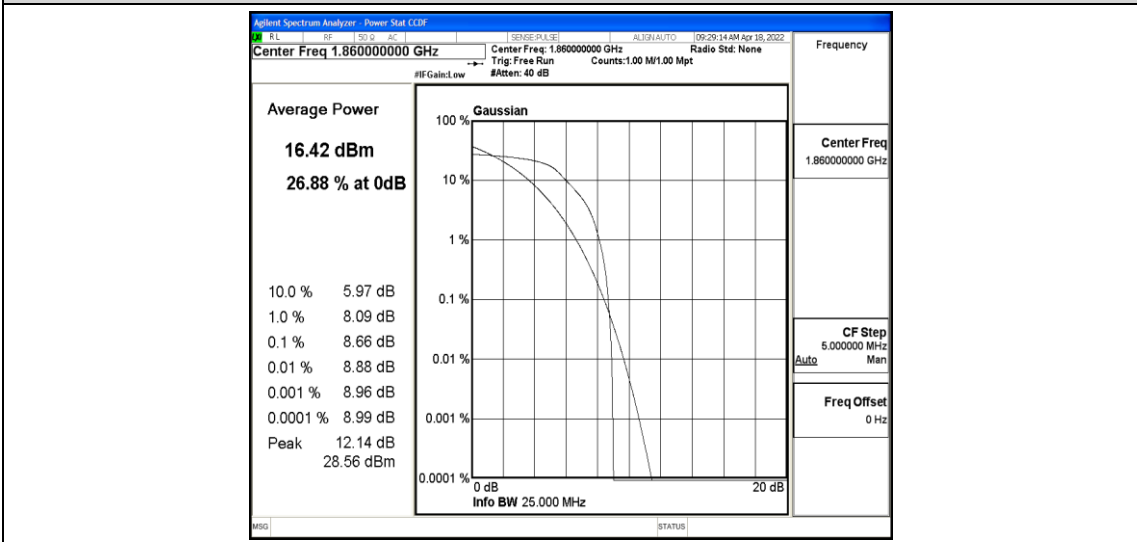 Agilent Spectrum Analyzer - Power Stat CCDF
LXI RL RF 50 Ω AC SENSE:PULSE ALIGNAUTO 09:29:14 AM Apr 18, 2022
Center Freq 1.860000000 GHz
Center Freq: 1.860000000 GHz Radio Std: None
Trig: Free Run Counts:1.00 M/1.00 Mpt
#IFGain:Low #Atten: 40 dB
Frequency
Average Power
16.42 dBm
26.88 % at 0dB
10.0 % 5.97 dB
1.0 % 8.09 dB
0.1 % 8.66 dB
0.01 % 8.88 dB
0.001 % 8.96 dB
0.0001 % 8.99 dB
Peak 12.14 dB
28.56 dBm
Gaussian
100 %
10 %
1 %
0.1 %
0.01 %
0.001 %
0.0001 %
0 dB 20 dB
Info BW 25.000 MHz
Center Freq
1.860000000 GHz
CF Step
5.000000 MHz
Auto Man
Freq Offset
0 Hz
MSG STATUS